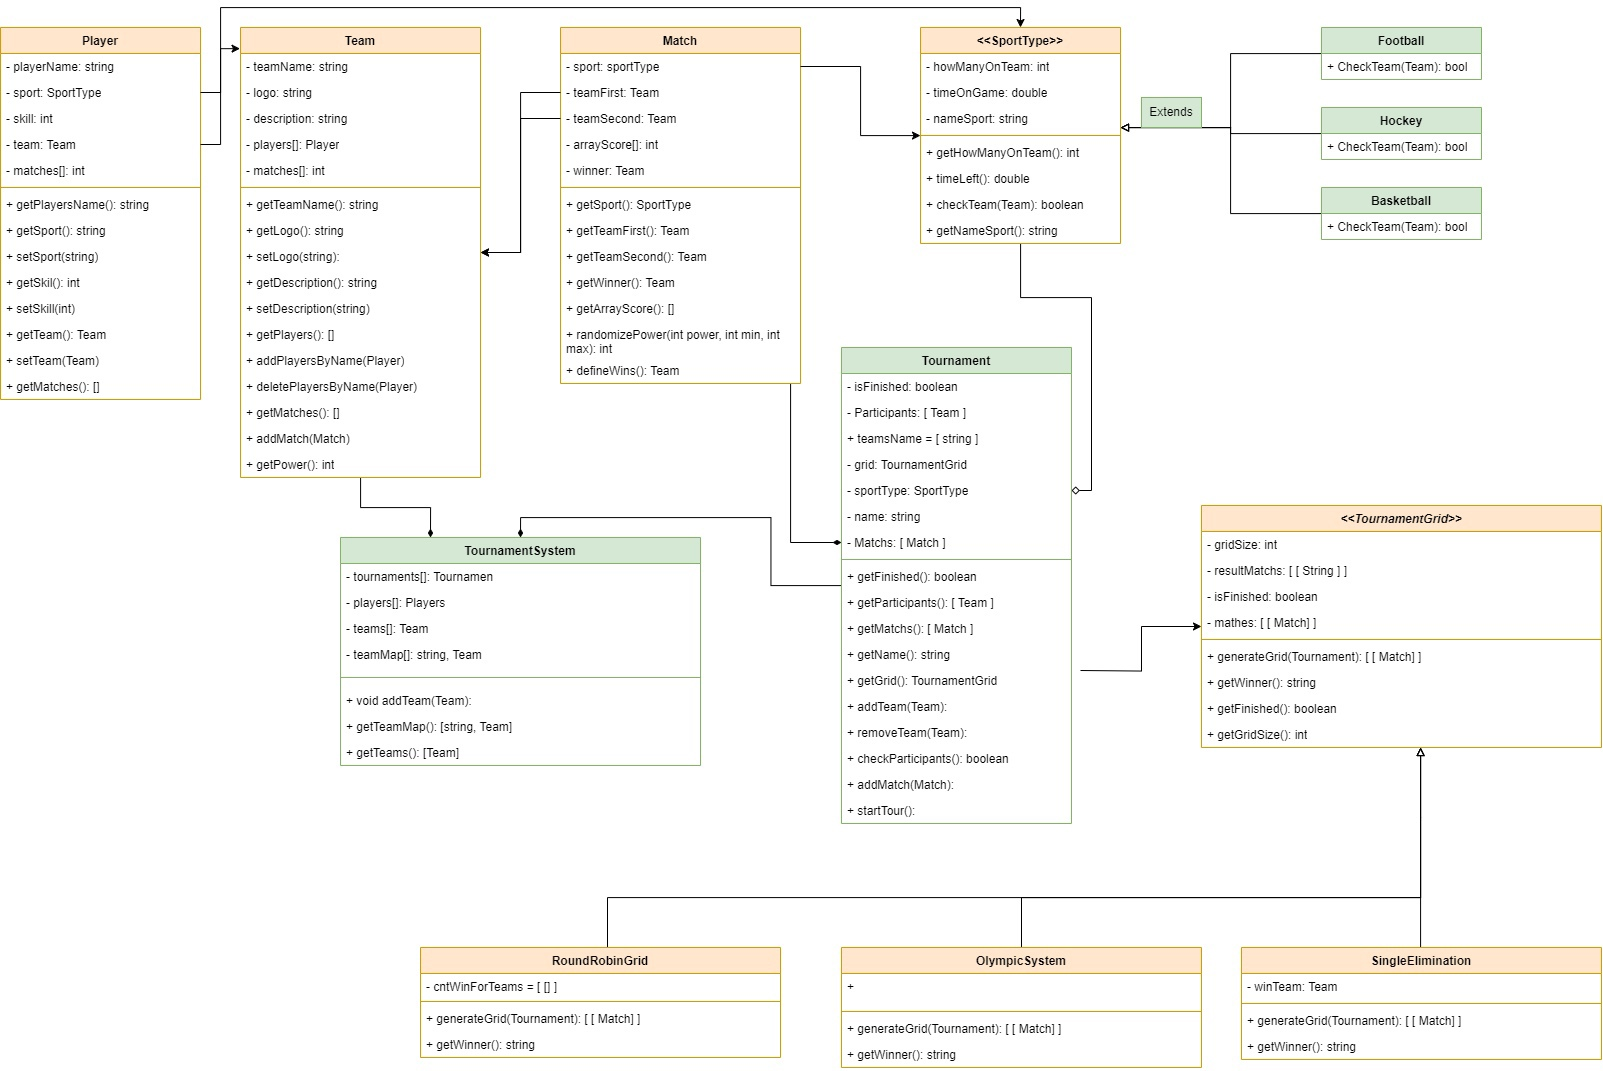 Player
- playerName: string
- sport: SportType
- skill: int
- team: Team
- matches[]: int
+ getPlayersName(): string
+ getSport(): string
+ setSport(string)
+ getSkil(): int
+ setSkill(int)
+ getTeam(): Team
+ setTeam(Team)
+ getMatches(): []
Team
- teamName: string
- logo: string
- description: string
- players[]: Player
- matches[]: int
+ getTeamName(): string
+ getLogo(): string
+ setLogo(string):
+ getDescription(): string
+ setDescription(string)
+ getPlayers(): []
+ addPlayersByName(Player)
+ deletePlayersByName(Player)
+ getMatches(): []
+ addMatch(Match)
+ getPower(): int
Match
- sport: sportType
- teamFirst: Team
- teamSecond: Team
- arrayScore[]: int
- winner: Team
+ getSport(): SportType
+ getTeamFirst(): Team
+ getTeamSecond(): Team
+ getWinner(): Team
+ getArrayScore(): []
+ randomizePower(int power, int min, int
max): int
+ defineWins(): Team
<<SportType>>
- howManyOnTeam: int
- timeOnGame: double
- nameSport: string
+ getHowManyOnTeam(): int
+ timeLeft(): double
+ checkTeam(Team): boolean
+ getNameSport(): string
Extends
Football
+ CheckTeam(Team): bool
Hockey
+ CheckTeam(Team): bool
Basketball
+ CheckTeam(Team): bool
Tournament
- isFinished: boolean
- Participants: [ Team ]
+ teamsName = [ string ]
- grid: TournamentGrid
- sportType: SportType
- name: string
- Matchs: [ Match ]
+ getFinished(): boolean
+ getParticipants(): [ Team ]
+ getMatchs(): [ Match ]
+ getName(): string
+ getGrid(): TournamentGrid
+ addTeam(Team):
+ removeTeam(Team):
+ checkParticipants(): boolean
+ addMatch(Match):
+ startTour():
TournamentSystem
- tournaments[]: Tournamen
- players[]: Players
- teams[]: Team
- teamMap[]: string, Team
+ void addTeam(Team):
+ getTeamMap(): [string, Team]
+ getTeams(): [Team]
<<TournamentGrid>>
- gridSize: int
- resultMatchs: [ [ String ] ]
- isFinished: boolean
- mathes: [ [ Match] ]
+ generateGrid(Tournament): [ [ Match] ]
+ getWinner(): string
+ getFinished(): boolean
+ getGridSize(): int
RoundRobinGrid
- cntWinForTeams = [ [] ]
+ generateGrid(Tournament): [ [ Match] ]
+ getWinner(): string
OlympicSystem
+
+ generateGrid(Tournament): [ [ Match] ]
+ getWinner(): string
SingleElimination
- winTeam: Team
+ generateGrid(Tournament): [ [ Match] ]
+ getWinner(): string